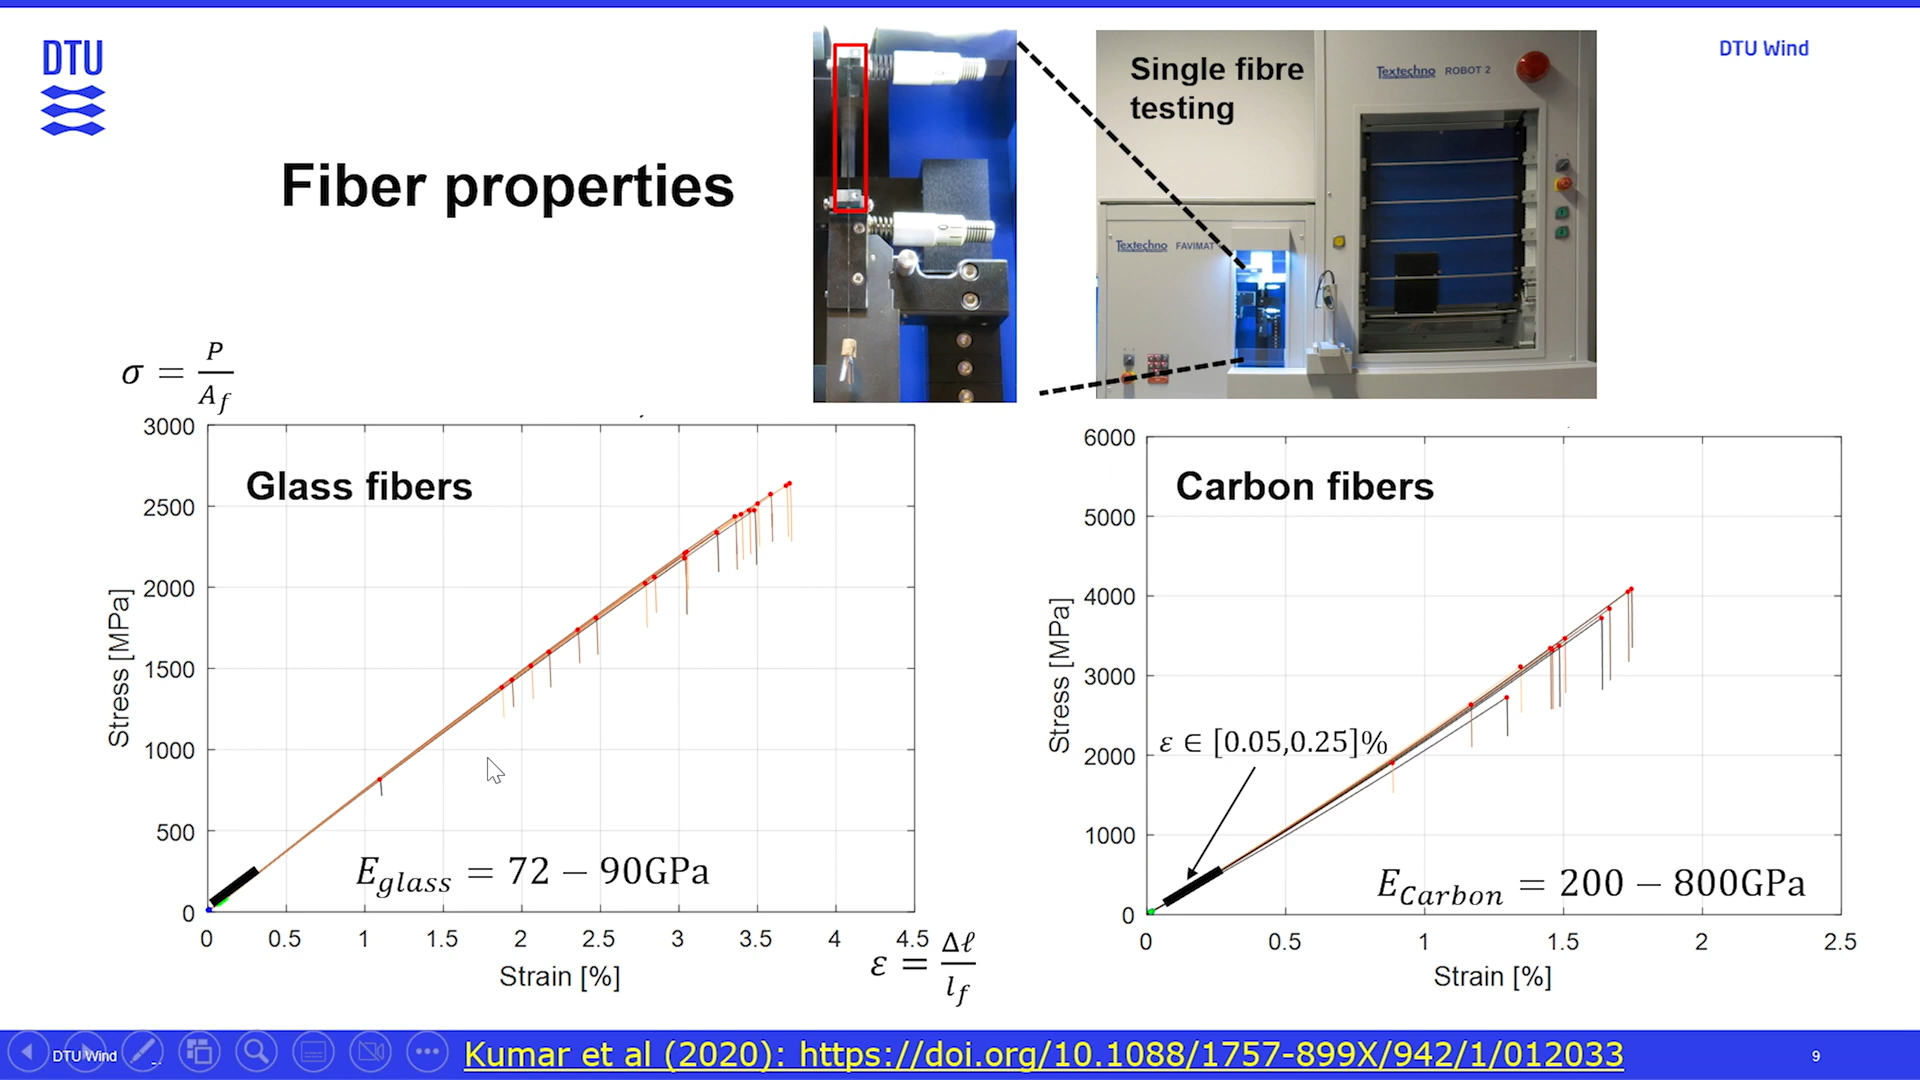 DTU
DTU Wind
Fiber properties
Single fibre
testing
Textechno ROBOT 2
Textechno FAVIMAT
σ = P / A_f
3000
2500
2000
1500
1000
500
0
Stress [MPa]
Glass fibers
E_glass = 72 – 90GPa
0 0.5 1 1.5 2 2.5 3 3.5 4 4.5
Strain [%]
ε = Δℓ / l_f
6000
5000
4000
3000
2000
1000
0
Stress [MPa]
Carbon fibers
ε ∈ [0.05,0.25]%
E_Carbon = 200 – 800GPa
0 0.5 1 1.5 2 2.5
Strain [%]
DTU Wind
Kumar et al (2020): https://doi.org/10.1088/1757-899X/942/1/012033
9